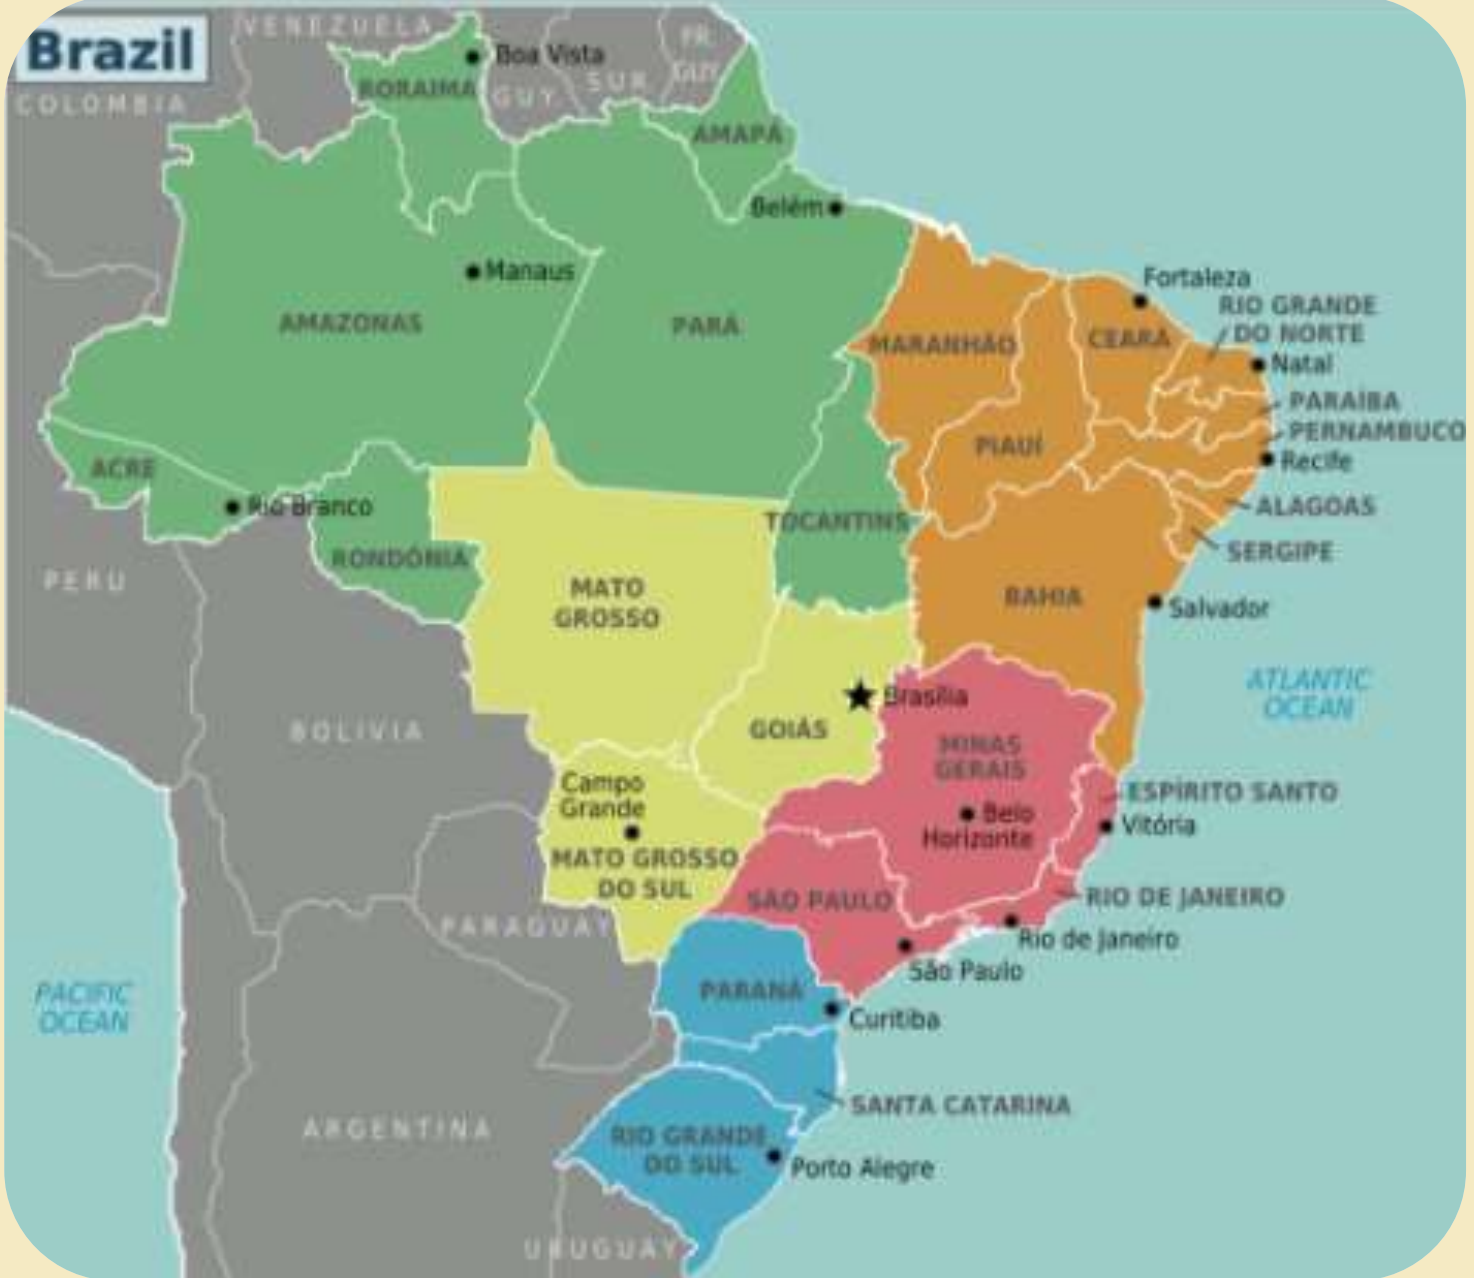 Brazil
VENEZUELA
COLOMBIA
Boa Vista
RORAIMA
GUY
SUR
FR
GUY
AMAPÁ
Belém
Manaus
AMAZONAS
PARÁ
MARANHÃO
CEARÁ
Fortaleza
RIO GRANDE
DO NORTE
Natal
PARAÍBA
PERNAMBUCO
Recife
PIAUÍ
ACRE
Rio Branco
RONDÔNIA
TOCANTINS
ALAGOAS
SERGIPE
PERU
MATO
GROSSO
BAHIA
Salvador
ATLANTIC
OCEAN
Brasília
GOIÁS
BOLIVIA
MINAS
GERAIS
Campo
Grande
Belo
Horizonte
ESPÍRITO SANTO
Vitória
MATO GROSSO
DO SUL
SÃO PAULO
RIO DE JANEIRO
Rio de Janeiro
São Paulo
PARAGUAY
PACIFIC
OCEAN
PARANÁ
Curitiba
SANTA CATARINA
ARGENTINA
RIO GRANDE
DO SUL
Porto Alegre
URUGUAY